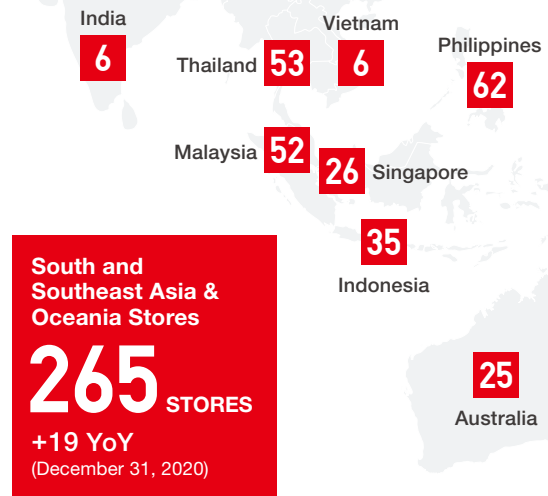 India
6
Thailand 53
Vietnam
6
Philippines
62
Malaysia 52
26 Singapore
35
Indonesia
South and
Southeast Asia &
Oceania Stores
265 STORES
+19 YoY
(December 31, 2020)
25
Australia